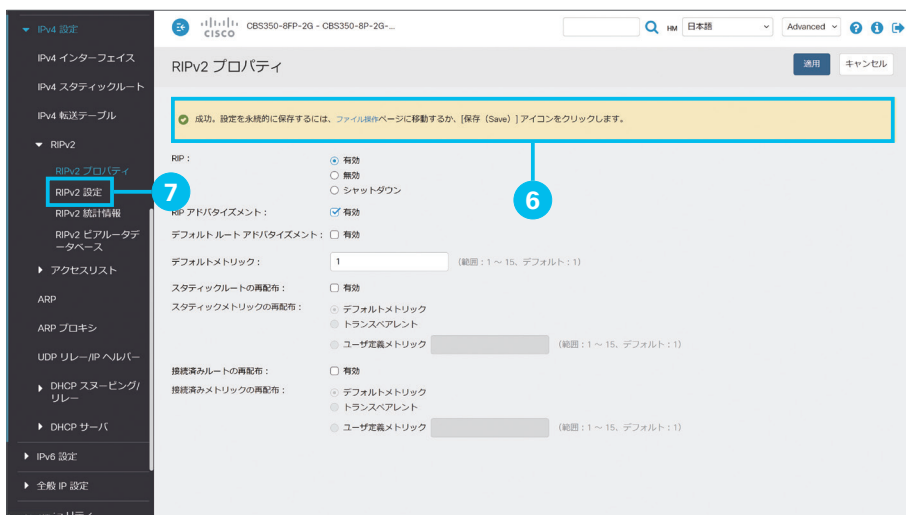 IPv4 設定
IPv4 インターフェイス
IPv4 スタティックルート
IPv4 転送テーブル
RIPv2
RIPv2 プロパティ
RIPv2 設定
RIPv2 統計情報
RIPv2 ピアルータデ
ータベース
アクセスリスト
ARP
ARP プロキシ
UDP リレー/IP ヘルパー
DHCP スヌーピング/
リレー
DHCP サーバ
IPv6 設定
全般 IP 設定
CISCO
CBS350-8FP-2G - CBS350-8P-2G-...
HM
日本語
Advanced
RIPv2 プロパティ
適用
キャンセル
成功。設定を永続的に保存するには、ファイル操作ページに移動するか、[保存（Save）] アイコンをクリックします。
7
6
RIP :
有効
無効
シャットダウン
RIP アドバタイズメント : 有効
デフォルト ルート アドバタイズメント : 有効
デフォルトメトリック : 1 (範囲 : 1 ～ 15、デフォルト : 1)
スタティックルートの再配布 : 有効
スタティックメトリックの再配布 : デフォルトメトリック
トランスペアレント
ユーザ定義メトリック (範囲 : 1 ～ 15、デフォルト : 1)
接続済みルートの再配布 : 有効
接続済みメトリックの再配布 : デフォルトメトリック
トランスペアレント
ユーザ定義メトリック (範囲 : 1 ～ 15、デフォルト : 1)